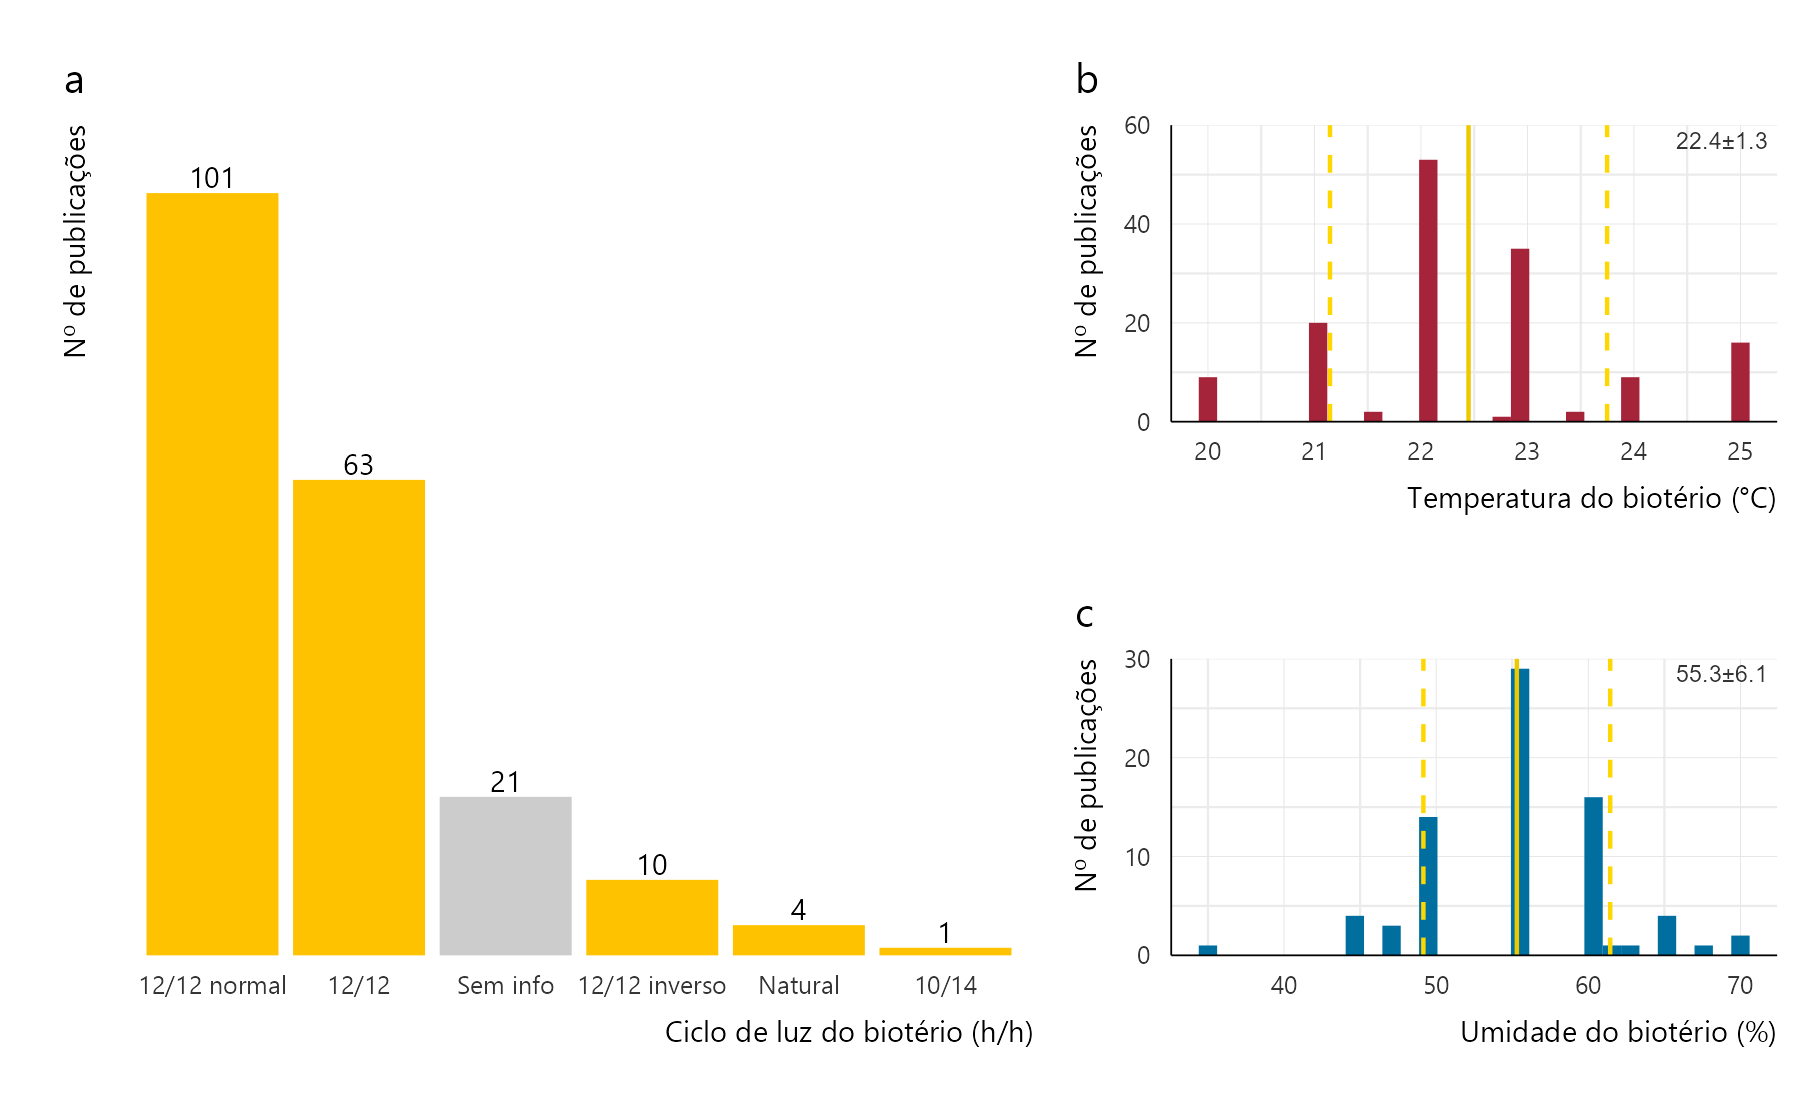 a
Nº de publicações
101
63
21
10
4
1
12/12 normal
12/12
Sem info
12/12 inverso
Natural
10/14
Ciclo de luz do biotério (h/h)
b
Nº de publicações
60
40
20
0
22.4±1.3
20
21
22
23
24
25
Temperatura do biotério (°C)
c
Nº de publicações
30
20
10
0
55.3±6.1
40
50
60
70
Umidade do biotério (%)